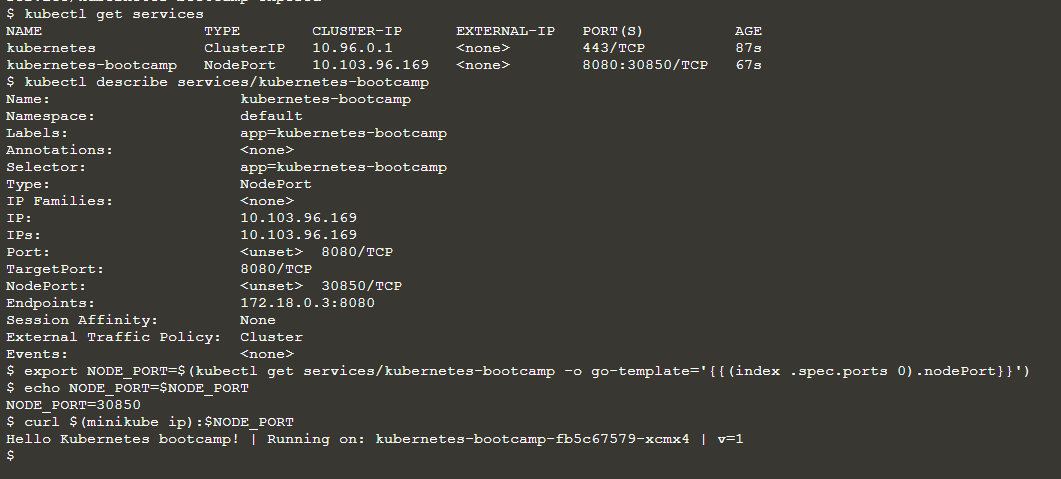 $ kubectl get services
NAME TYPE CLUSTER-IP EXTERNAL-IP PORT(S) AGE
kubernetes ClusterIP 10.96.0.1 <none> 443/TCP 87s
kubernetes-bootcamp NodePort 10.103.96.169 <none> 8080:30850/TCP 67s
$ kubectl describe services/kubernetes-bootcamp
Name: kubernetes-bootcamp
Namespace: default
Labels: app=kubernetes-bootcamp
Annotations: <none>
Selector: app=kubernetes-bootcamp
Type: NodePort
IP Families: <none>
IP: 10.103.96.169
IPs: 10.103.96.169
Port: <unset> 8080/TCP
TargetPort: 8080/TCP
NodePort: <unset> 30850/TCP
Endpoints: 172.18.0.3:8080
Session Affinity: None
External Traffic Policy: Cluster
Events: <none>
$ export NODE_PORT=$(kubectl get services/kubernetes-bootcamp -o go-template='{{(index .spec.ports 0).nodePort}}')
$ echo NODE_PORT=$NODE_PORT
NODE_PORT=30850
$ curl $(minikube ip):$NODE_PORT
Hello Kubernetes bootcamp! | Running on: kubernetes-bootcamp-fb5c67579-xcmx4 | v=1
$